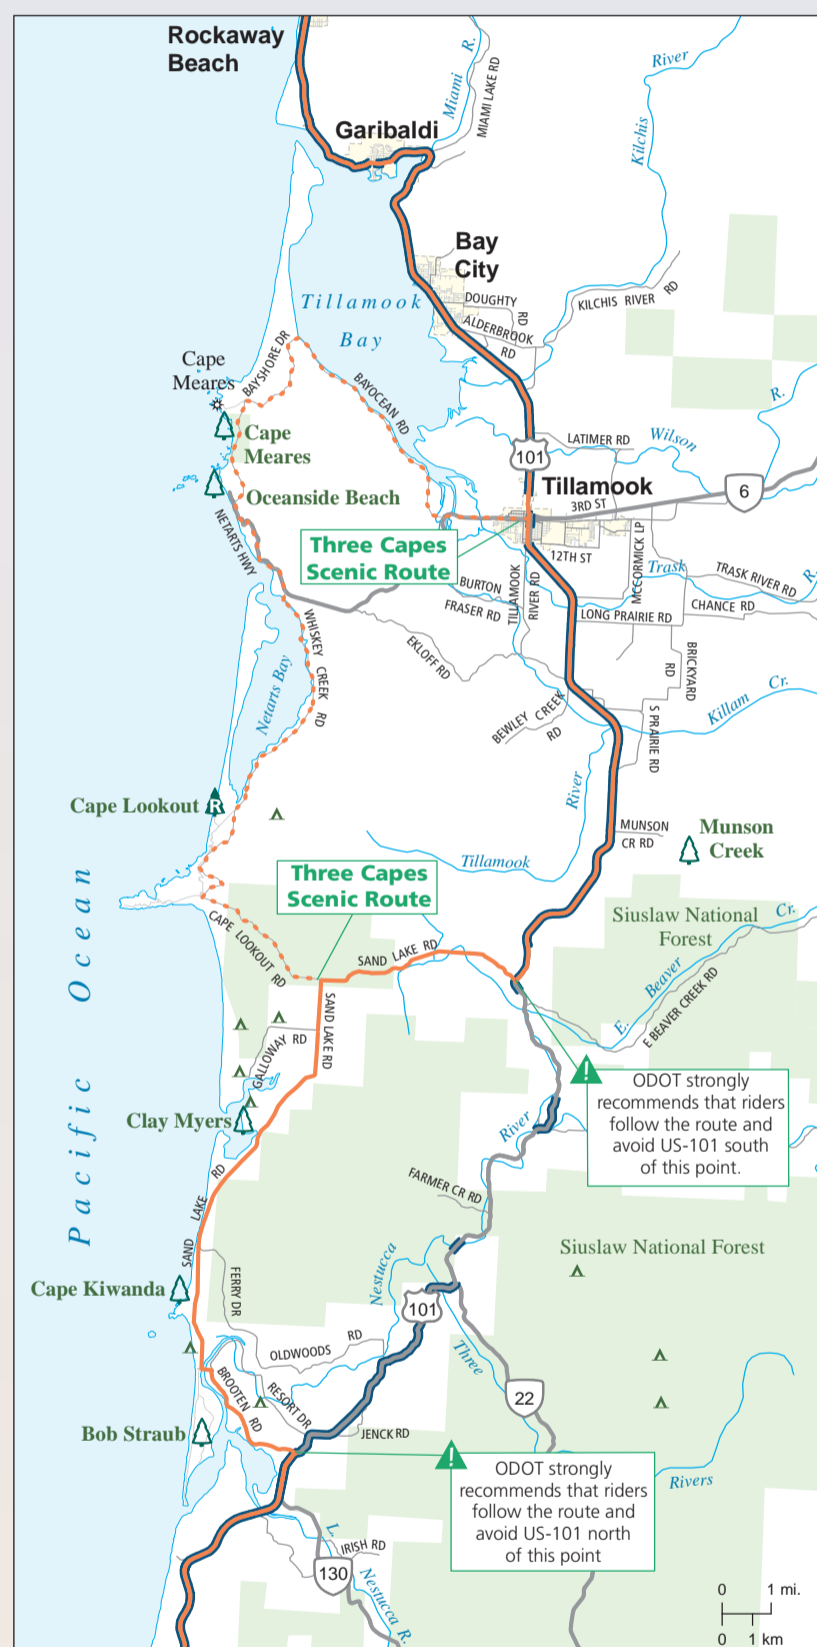 Rockaway
Beach
Garibaldi
Miami R.
MIAMI LAKE RD
River
Kilchis
Bay
City
Tillamook
Bay
DOUGHTY
RD
ALDERBROOK
RD
KILCHIS RIVER RD
Cape
Meares
BAYSHORE DR
BAYOCEAN RD
Cape
Meares
Oceanside Beach
NETARTS HWY
101
LATIMER RD
Wilson
R.
Tillamook
3RD ST
6
Three Capes
Scenic Route
12TH ST
MCCORMICK LP
Trask
R.
TRASK RIVER RD
BURTON
FRASER RD
TILLAMOOK
RIVER RD
LONG PRAIRIE RD
CHANCE RD
WHISKEY CREEK RD
EKLOFF RD
BRICKYARD
RD
Netarts Bay
BEWLEY CREEK
RD
S PRAIRIE RD
Killam Cr.
River
Tillamook
Cape Lookout
R
MUNSON
CR RD
Munson
Creek
Three Capes
Scenic Route
Pacific Ocean
CAPE LOOKOUT RD
SAND LAKE RD
Siuslaw National
Forest
E. Beaver Cr.
E BEAVER CREEK RD
SAND LAKE RD
GALLOWAY RD
!
ODOT strongly
recommends that riders
follow the route and
avoid US-101 south
of this point.
Clay Myers
River
FARMER CR RD
SAND LAKE RD
Siuslaw National Forest
Nestucca
Cape Kiwanda
FERRY DR
101
OLDWOODS RD
Three
22
BROOTEN RD
RESORT DR
JENCK RD
Bob Straub
!
ODOT strongly
recommends that riders
follow the route and
avoid US-101 north
of this point
Rivers
L.
IRISH RD
130
Nestucca R.
0 1 mi.
0 1 km